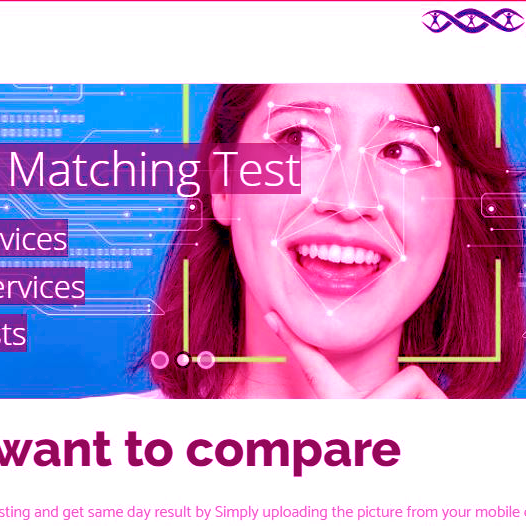 Matching Test
vices
ervices
sts
want to compare
sting and get same day result by Simply uploading the picture from your mobile